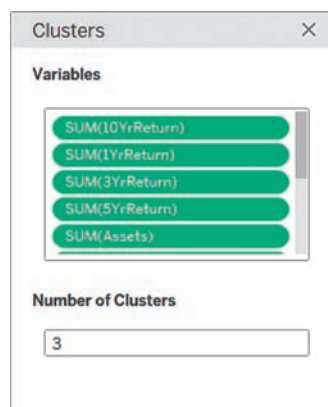 Clusters
Variables
SUM(10YrReturn)
SUM(1YrReturn)
SUM(3YrReturn)
SUM(5YrReturn)
SUM(Assets)
Number of Clusters
3